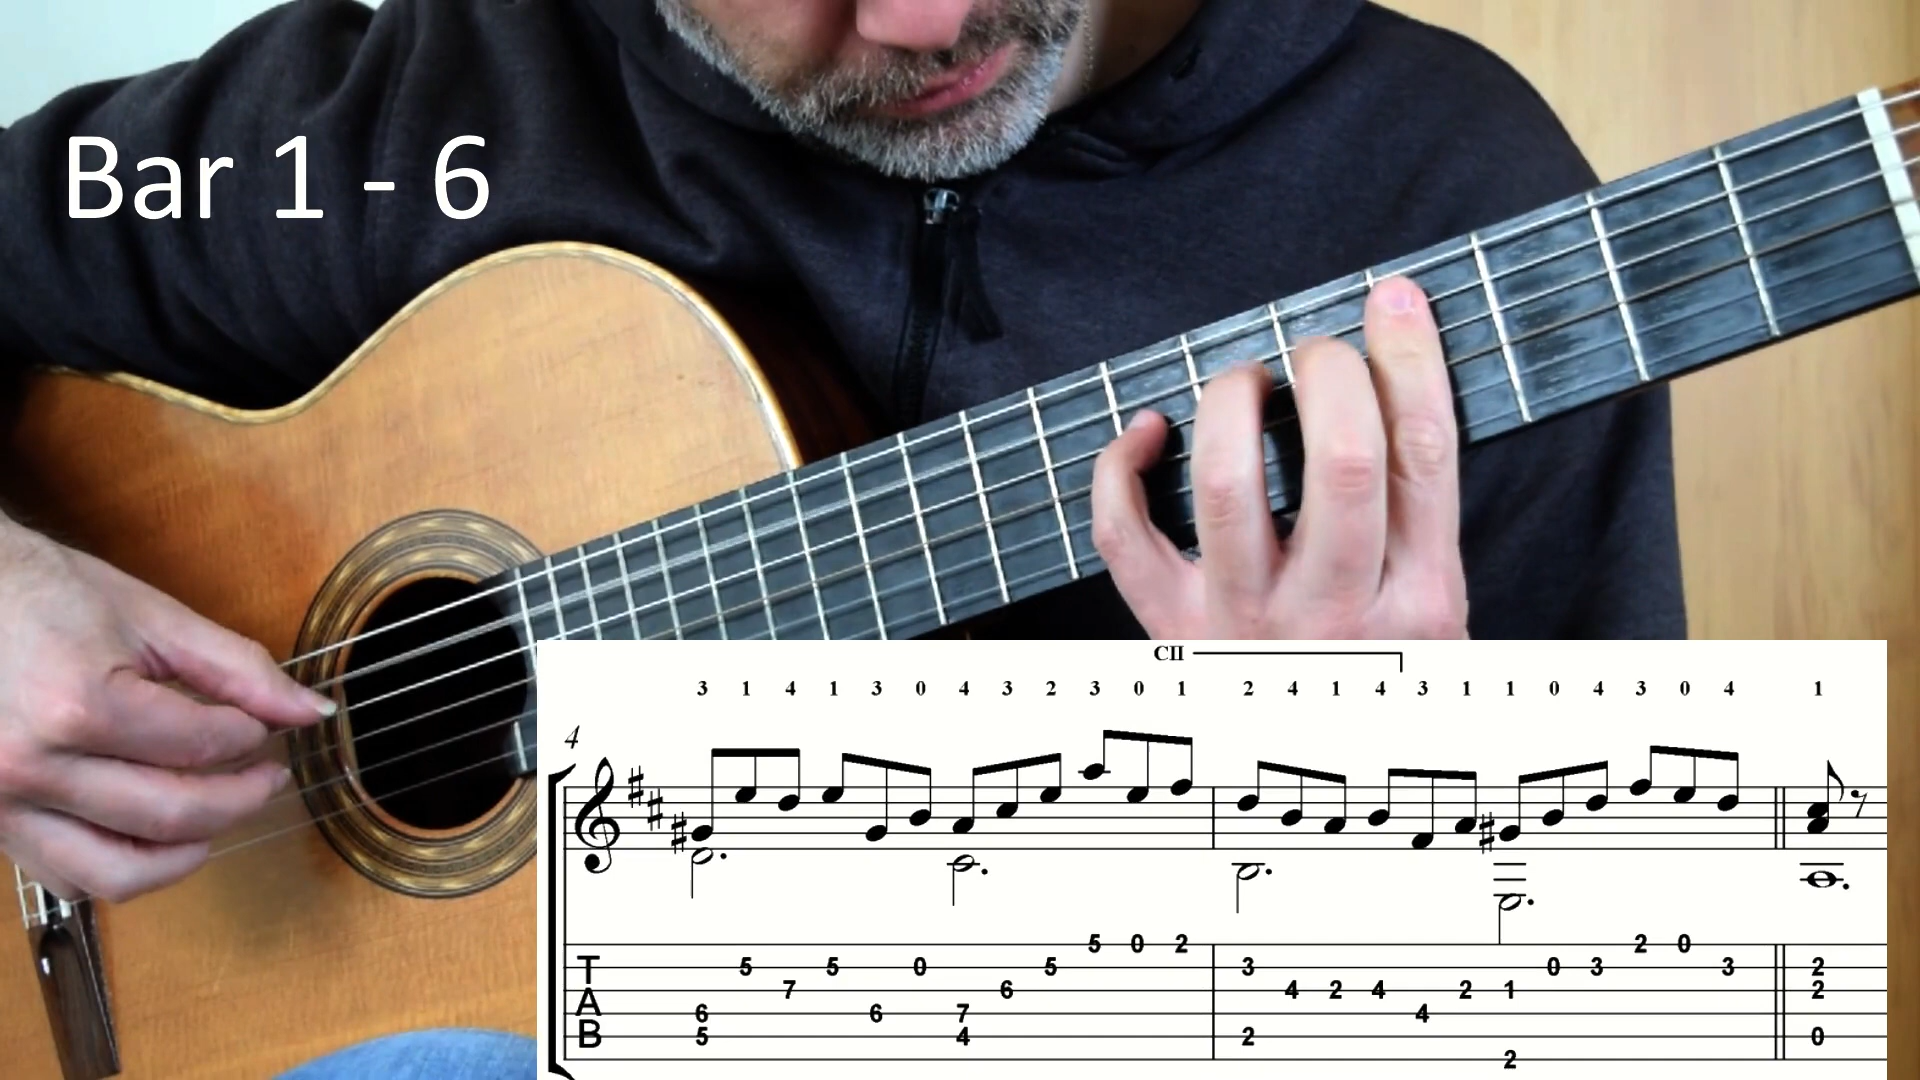 Bar 1 - 6
CII
3 1 4 1 3 0 4 3 2 3 0 1 2 4 1 4 3 1 1 0 4 3 0 4 1
4
5 0 2 2 0
T 5 5 0 5 3 0 3 3 2
7 6 4 2 4 2 1 2
A 6 6 7 4
B 5 4 2 0
2